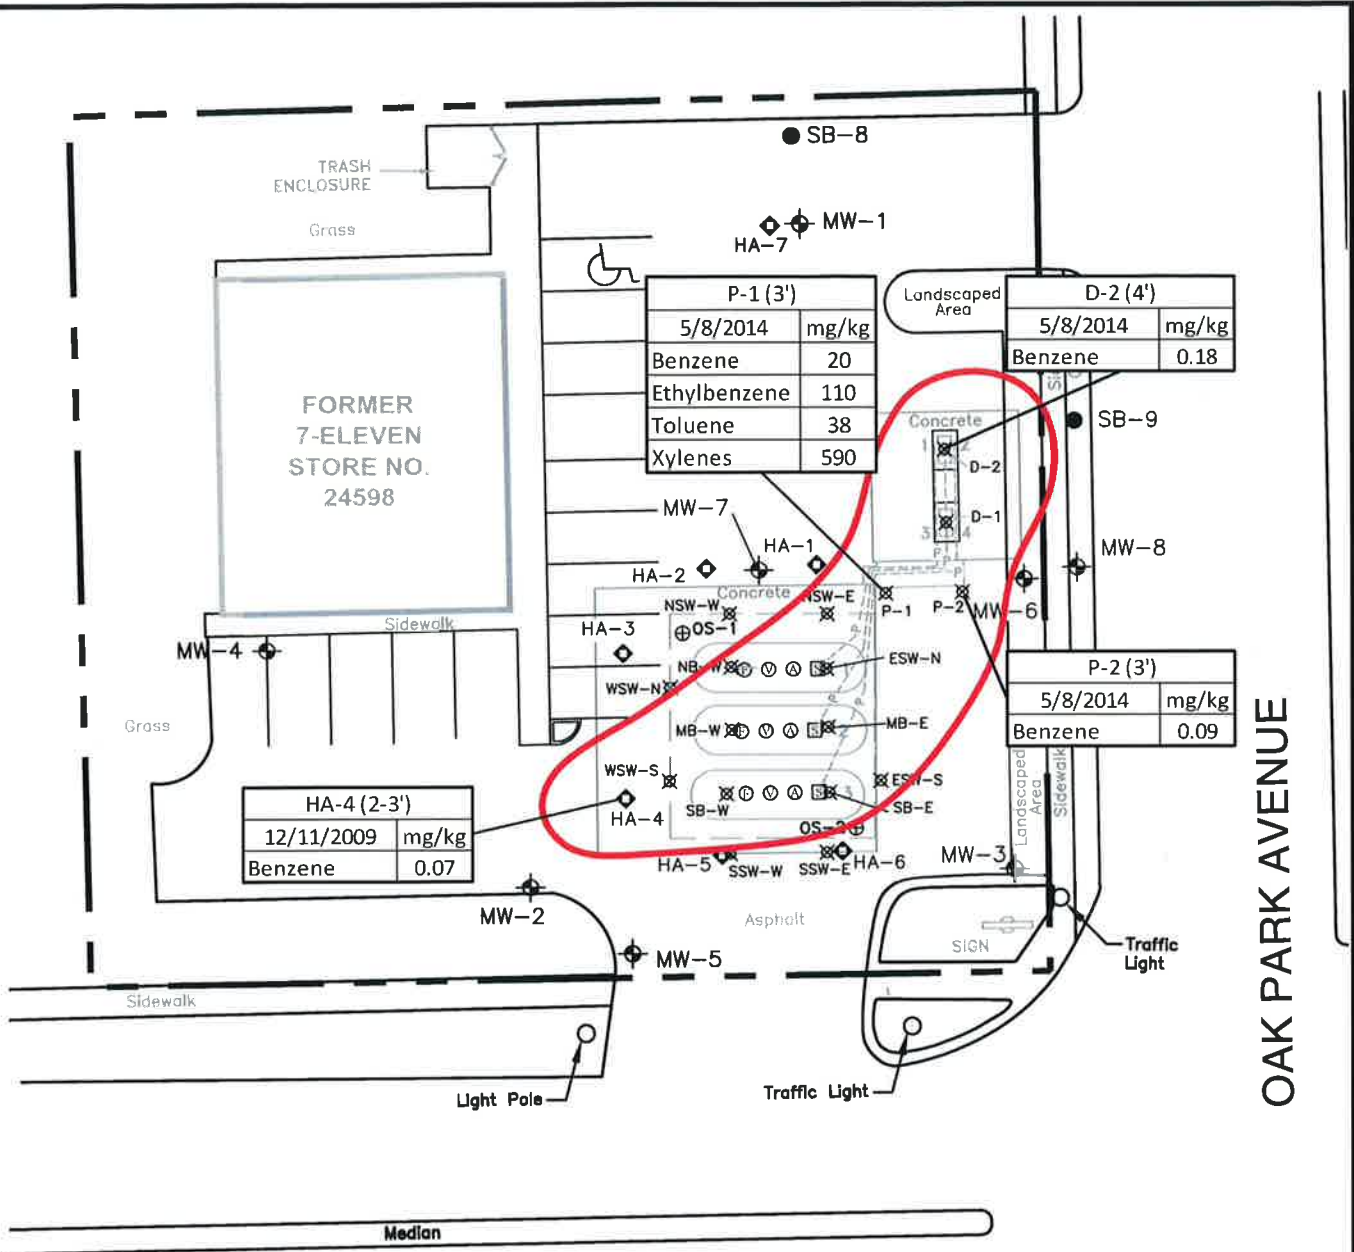 SB-8
TRASH
ENCLOSURE
Grass
MW-1
HA-7
P-1 (3')
5/8/2014 mg/kg
Benzene 20
Ethylbenzene 110
Toluene 38
Xylenes 590
Landscaped
Area
D-2 (4')
5/8/2014 mg/kg
Benzene 0.18
FORMER
7-ELEVEN
STORE NO.
24598
Concrete
SB-9
1 2
D-2
MW-7
D-1
3 4
HA-1
MW-8
HA-2
Concrete
P-1
P-2
MW-6
NSW-W
NSW-E
OS-1
Sidewalk
HA-3
MW-4
NB-W
F V A S
ESW-N
WSW-N
P-2 (3')
5/8/2014 mg/kg
Benzene 0.09
Grass
MB-W
F V A S 2
MB-E
WSW-S
ESW-S
HA-4 (2-3')
12/11/2009 mg/kg
Benzene 0.07
HA-4
SB-W
F V A S 3
SB-E
Landscaped
Area
Sidewalk
OS-2
HA-5
SSW-W
SSW-E
HA-6
MW-3
MW-2
Asphalt
SIGN
Traffic
Light
MW-5
Sidewalk
Light Pole
Traffic Light
OAK PARK AVENUE
Median